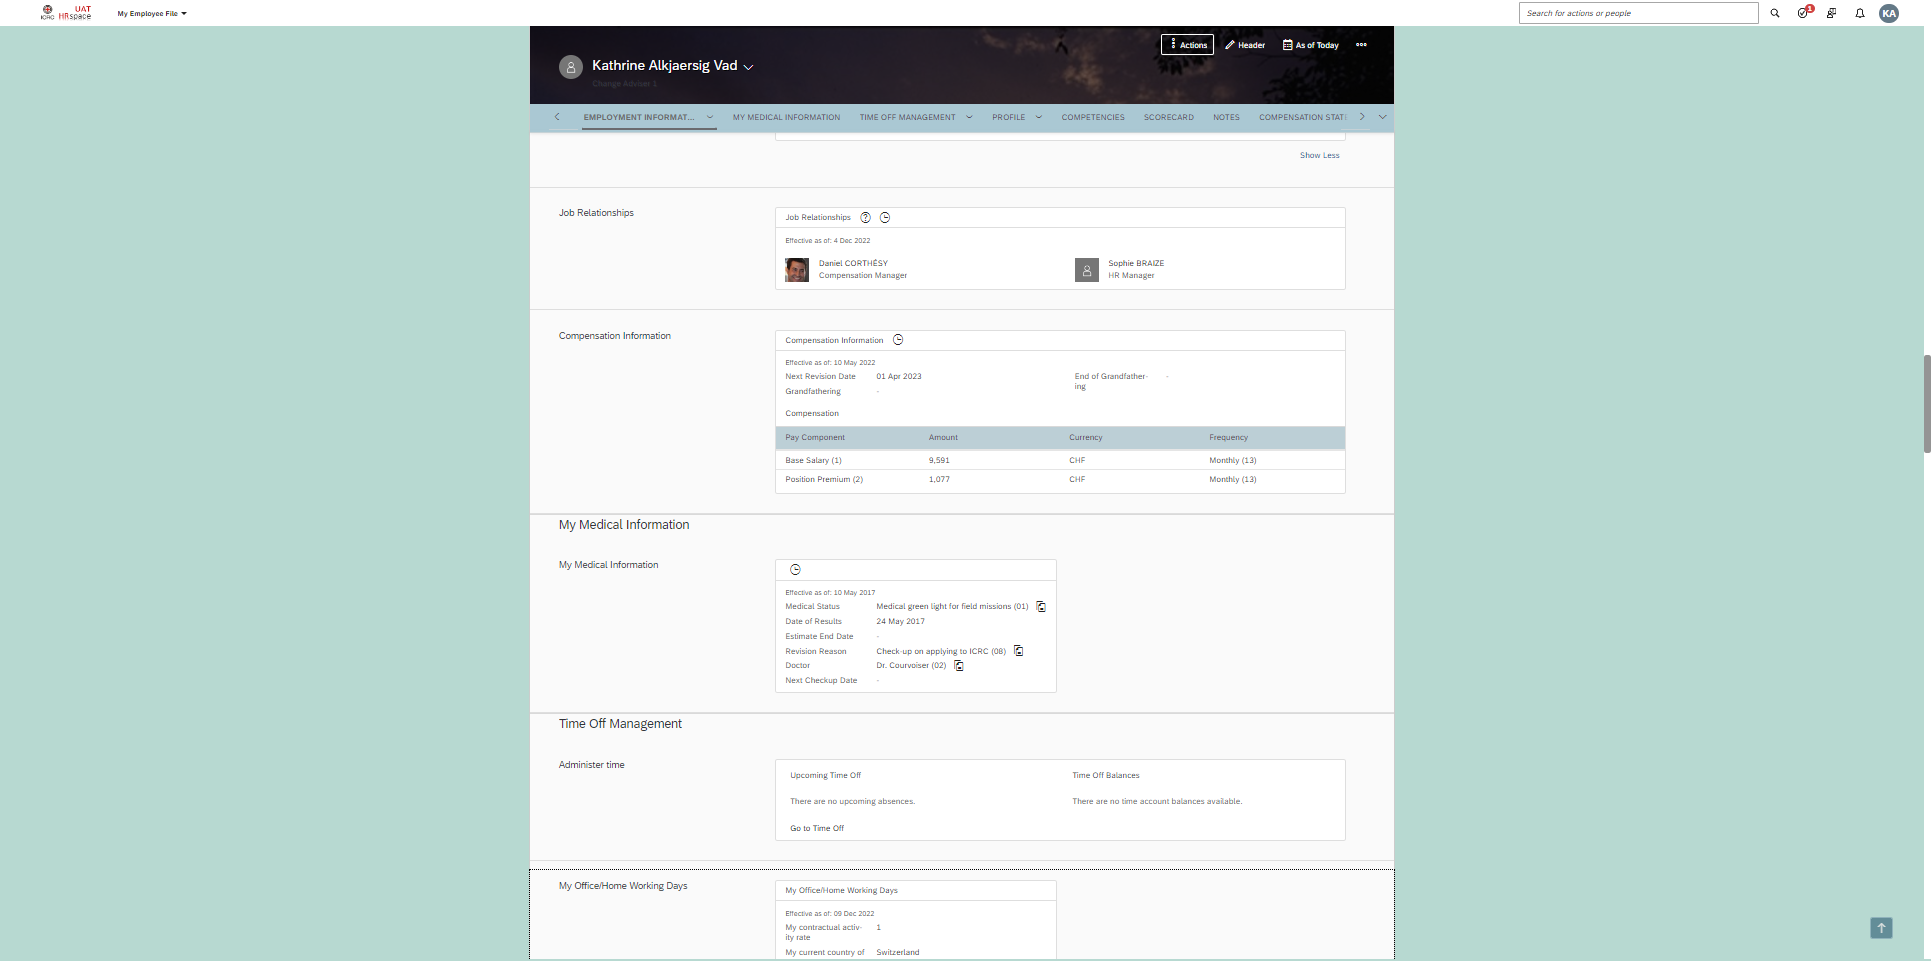 ICRC
UAT
HRspace
My Employee File
Search for actions or people
1
KA
Actions
Header
As of Today
Kathrine Alkjaersig Vad
Change Adviser 1
EMPLOYMENT INFORMAT...
MY MEDICAL INFORMATION
TIME OFF MANAGEMENT
PROFILE
COMPETENCIES
SCORECARD
NOTES
COMPENSATION STAT
Show Less
Job Relationships
Job Relationships
Effective as of: 4 Dec 2022
Daniel CORTHÉSY
Compensation Manager
Sophie BRAIZE
HR Manager
Compensation Information
Compensation Information
Effective as of: 10 May 2022
Next Revision Date 01 Apr 2023
End of Grandfather- -
ing
Grandfathering -
Compensation
Pay Component Amount Currency Frequency
Base Salary (1) 9,591 CHF Monthly (13)
Position Premium (2) 1,077 CHF Monthly (13)
My Medical Information
My Medical Information
Effective as of: 10 May 2017
Medical Status Medical green light for field missions (01)
Date of Results 24 May 2017
Estimate End Date -
Revision Reason Check-up on applying to ICRC (08)
Doctor Dr. Courvoiser (02)
Next Checkup Date -
Time Off Management
Administer time
Upcoming Time Off
There are no upcoming absences.
Go to Time Off
Time Off Balances
There are no time account balances available.
My Office/Home Working Days
My Office/Home Working Days
Effective as of: 09 Dec 2022
My contractual activ- 1
ity rate
My current country of Switzerland